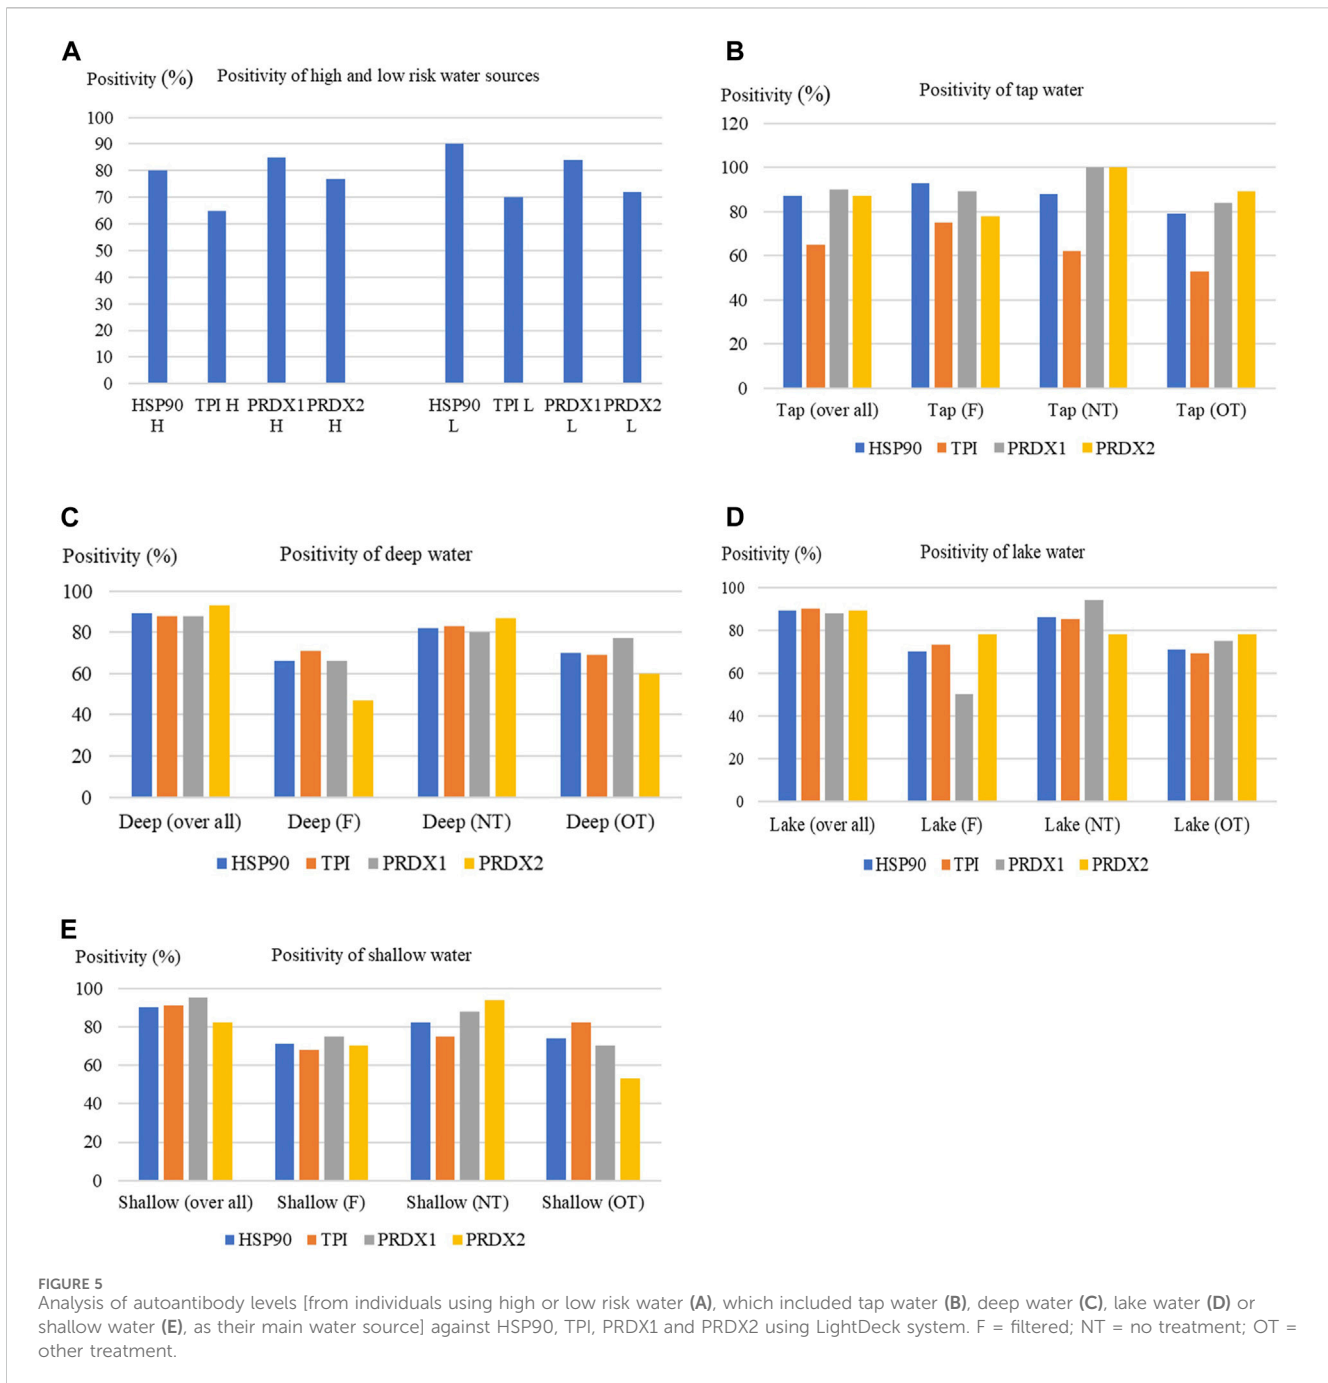 A
Positivity (%) Positivity of high and low risk water sources
100
90
80
70
60
50
40
30
20
10
0
HSP90 TPI H PRDX1 PRDX2 HSP90 TPI L PRDX1 PRDX2
H H H L L L
B
Positivity (%) Positivity of tap water
120
100
80
60
40
20
0
Tap (over all) Tap (F) Tap (NT) Tap (OT)
HSP90 TPI PRDX1 PRDX2
C
Positivity (%) Positivity of deep water
100
80
60
40
20
0
Deep (over all) Deep (F) Deep (NT) Deep (OT)
HSP90 TPI PRDX1 PRDX2
D
Positivity (%) Positivity of lake water
100
80
60
40
20
0
Lake (over all) Lake (F) Lake (NT) Lake (OT)
HSP90 TPI PRDX1 PRDX2
E
Positivity (%) Positivity of shallow water
100
80
60
40
20
0
Shallow (over all) Shallow (F) Shallow (NT) Shallow (OT)
HSP90 TPI PRDX1 PRDX2
FIGURE 5
Analysis of autoantibody levels [from individuals using high or low risk water (A), which included tap water (B), deep water (C), lake water (D) or
shallow water (E), as their main water source] against HSP90, TPI, PRDX1 and PRDX2 using LightDeck system. F = filtered; NT = no treatment; OT =
other treatment.